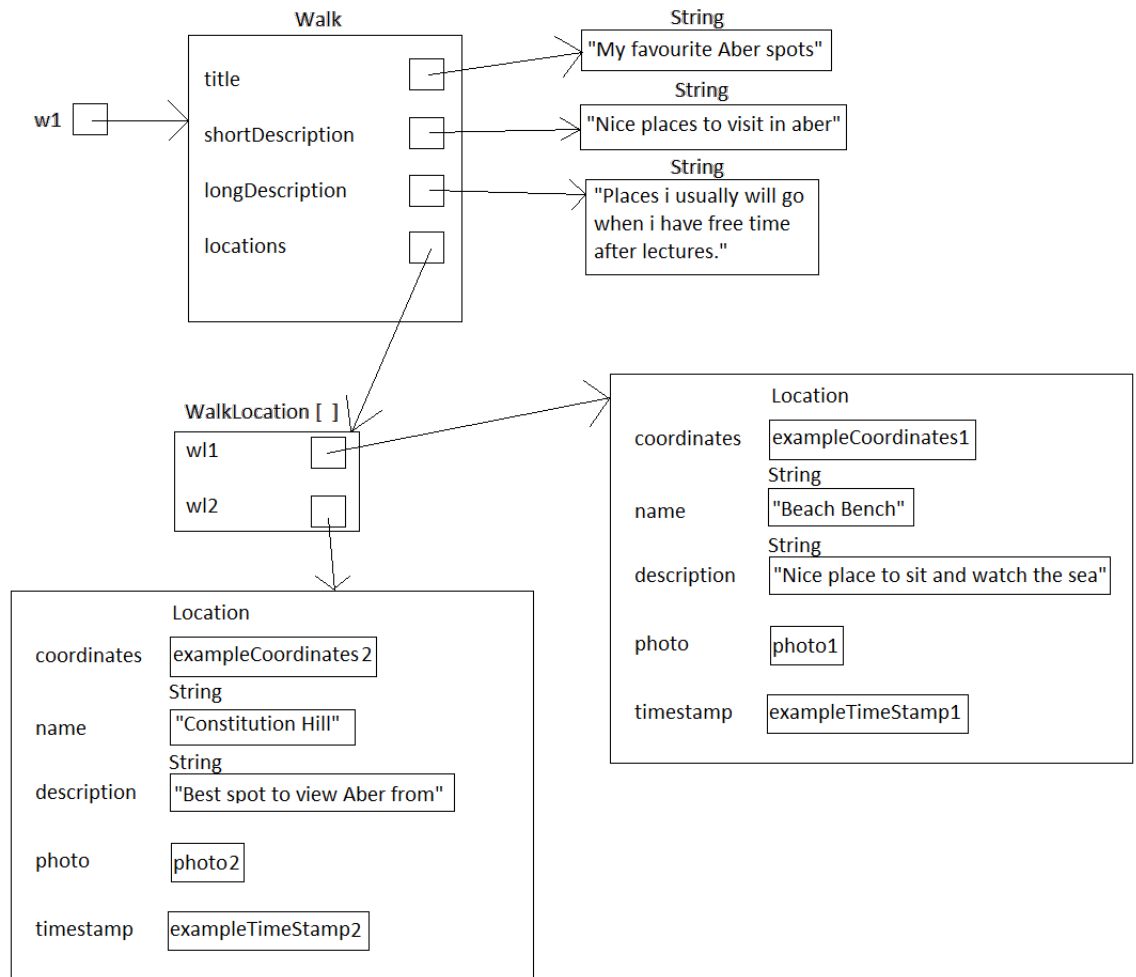 Walk
String
"My favourite Aber spots"
title
w1
String
shortDescription
"Nice places to visit in aber"
String
longDescription
"Places i usually will go
when i have free time
after lectures."
locations
WalkLocation [ ]
wl1
wl2
Location
coordinates
exampleCoordinates1
String
name
"Beach Bench"
String
description
"Nice place to sit and watch the sea"
photo
photo1
timestamp
exampleTimeStamp1
Location
coordinates
exampleCoordinates2
String
name
"Constitution Hill"
String
description
"Best spot to view Aber from"
photo
photo2
timestamp
exampleTimeStamp2